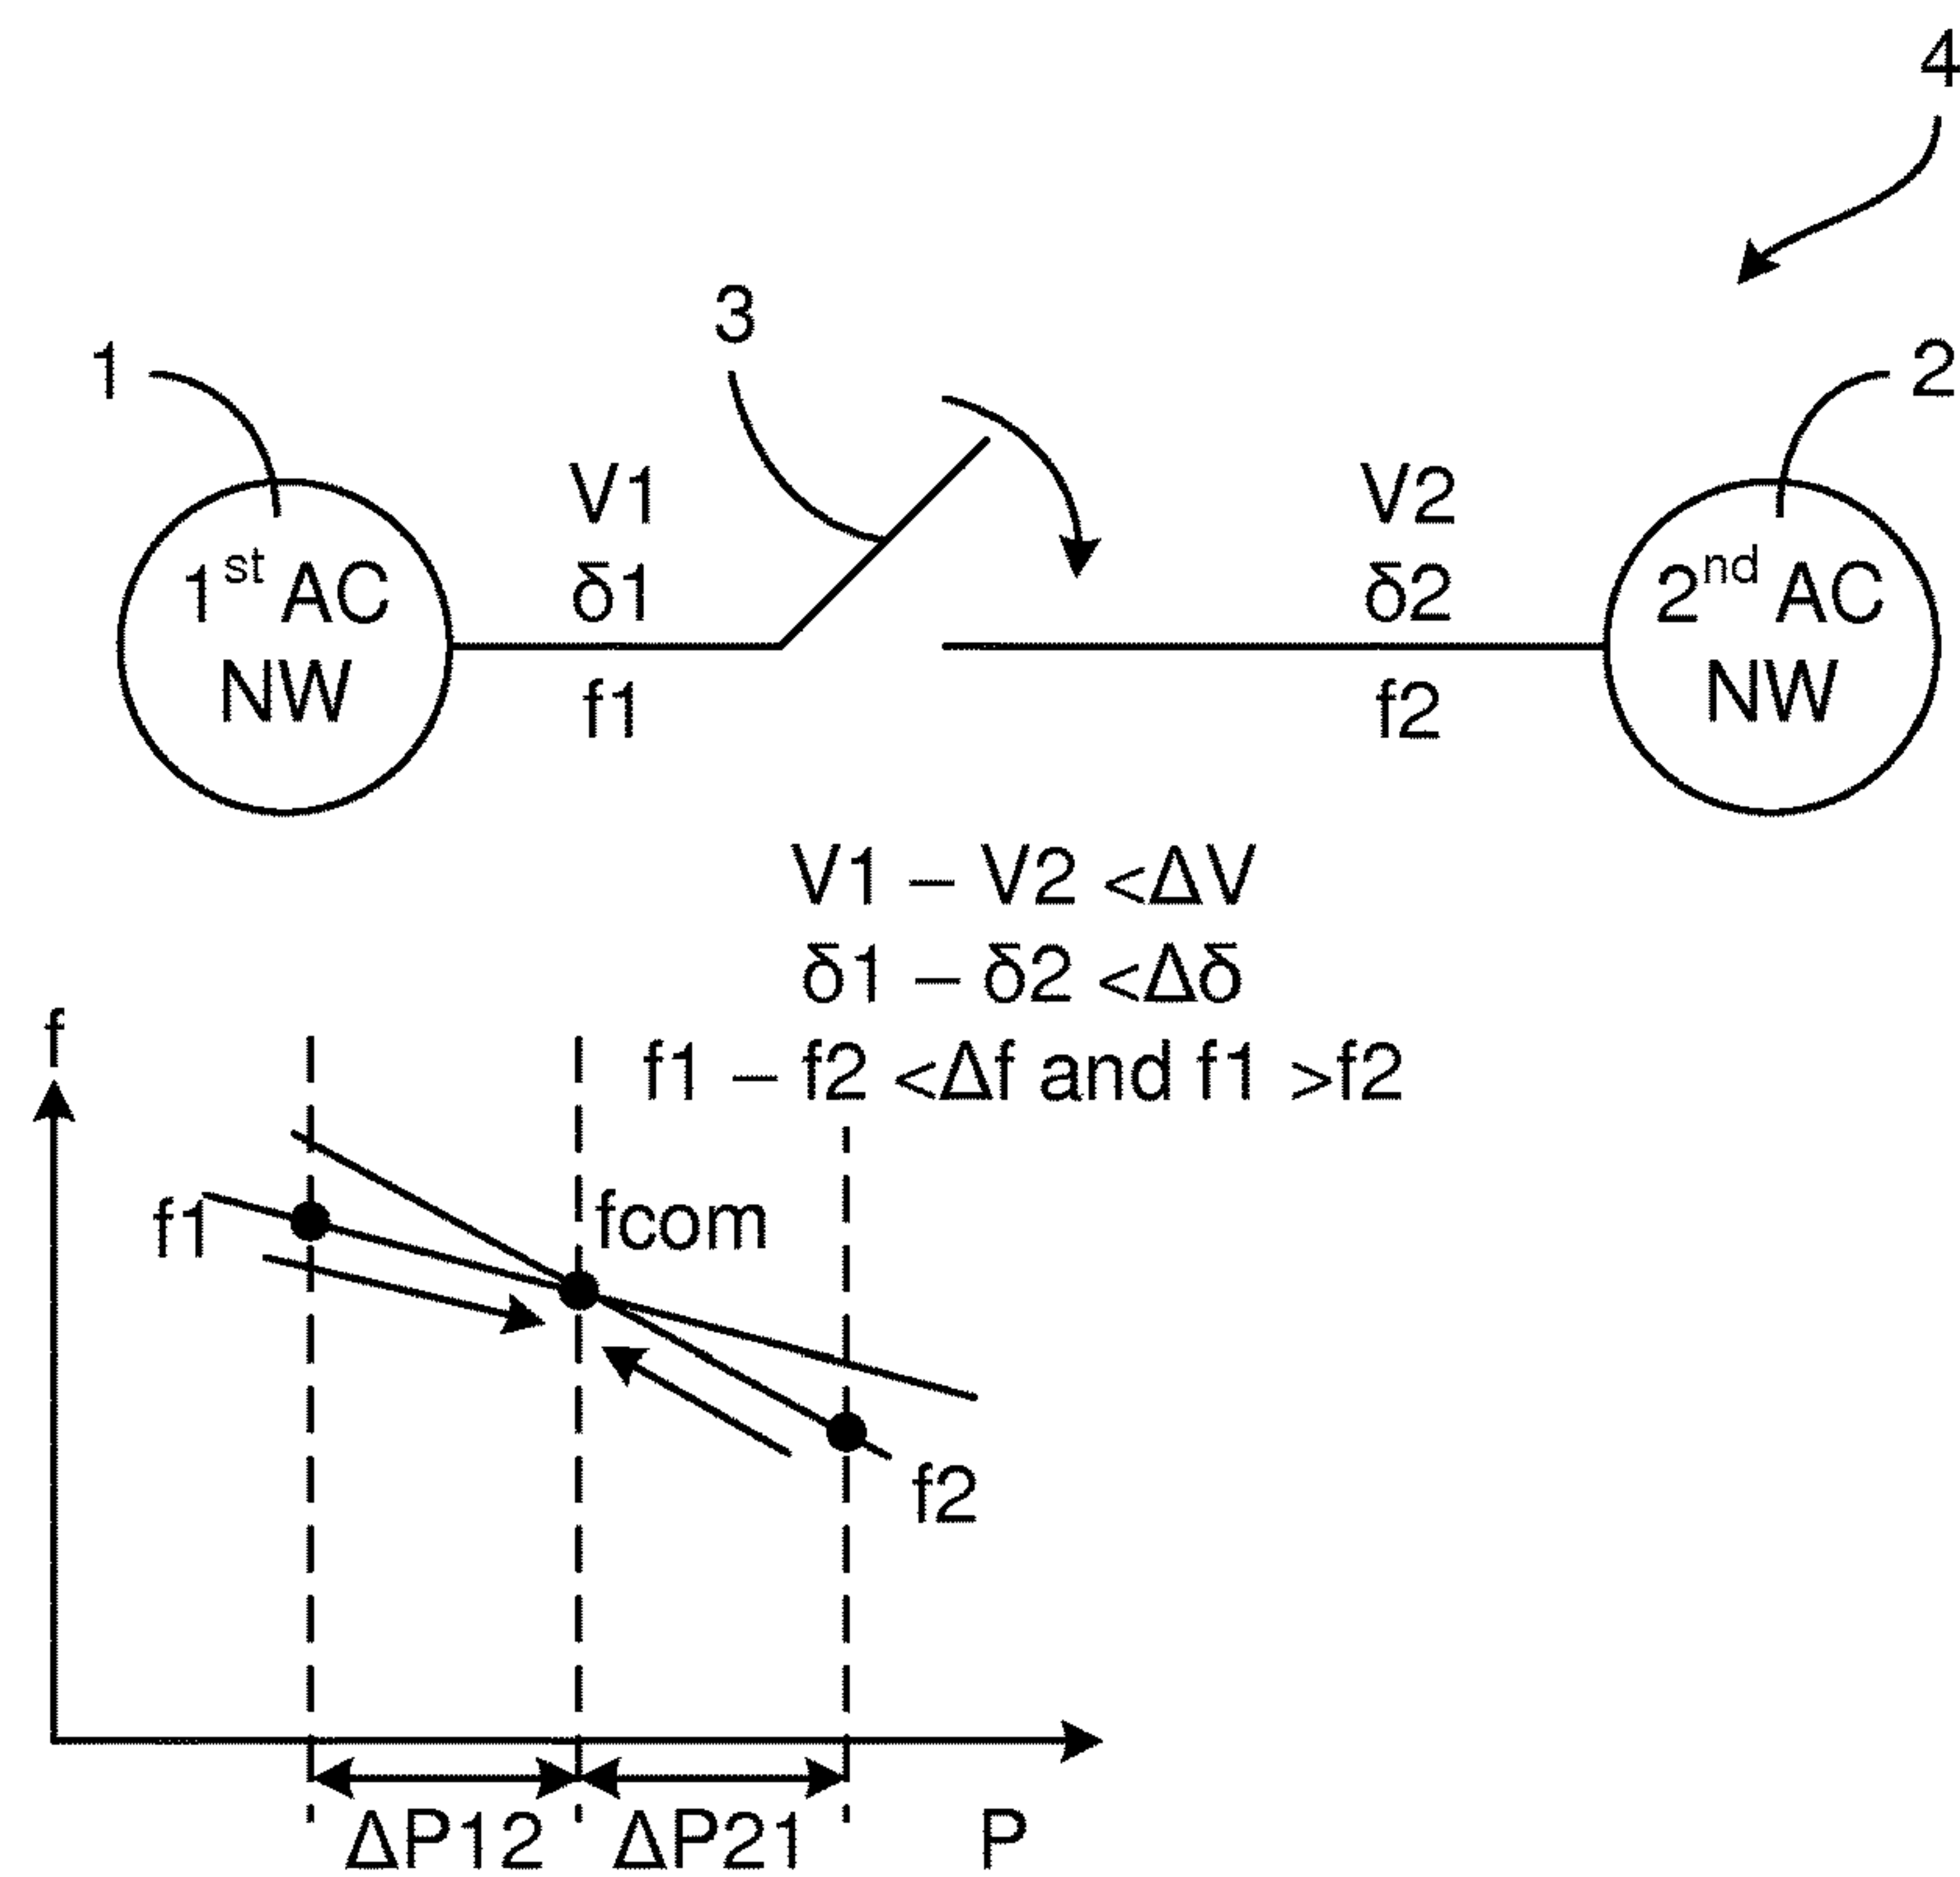 4
3
1
2
V1
δ1
f1
V2
δ2
f2
1st AC
NW
2nd AC
NW
V1 – V2 <ΔV
δ1 – δ2 <Δδ
f1 – f2 <Δf and f1 >f2
f
f1
fcom
f2
ΔP12
ΔP21
P